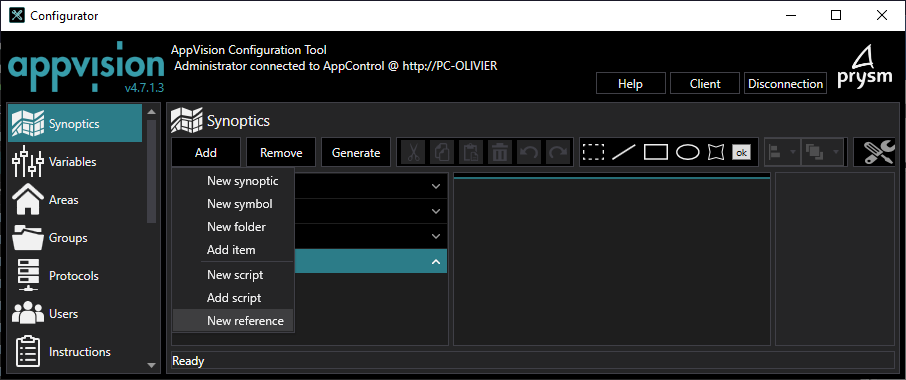 Configurator
appvision
v4.7.1.3
AppVision Configuration Tool
Administrator connected to AppControl @ http://PC-OLIVIER
Help
Client
Disconnection
prysm
Synoptics
Variables
Areas
Groups
Protocols
Users
Instructions
Synoptics
Add
Remove
Generate
ok
New synoptic
New symbol
New folder
Add item
New script
Add script
New reference
Ready